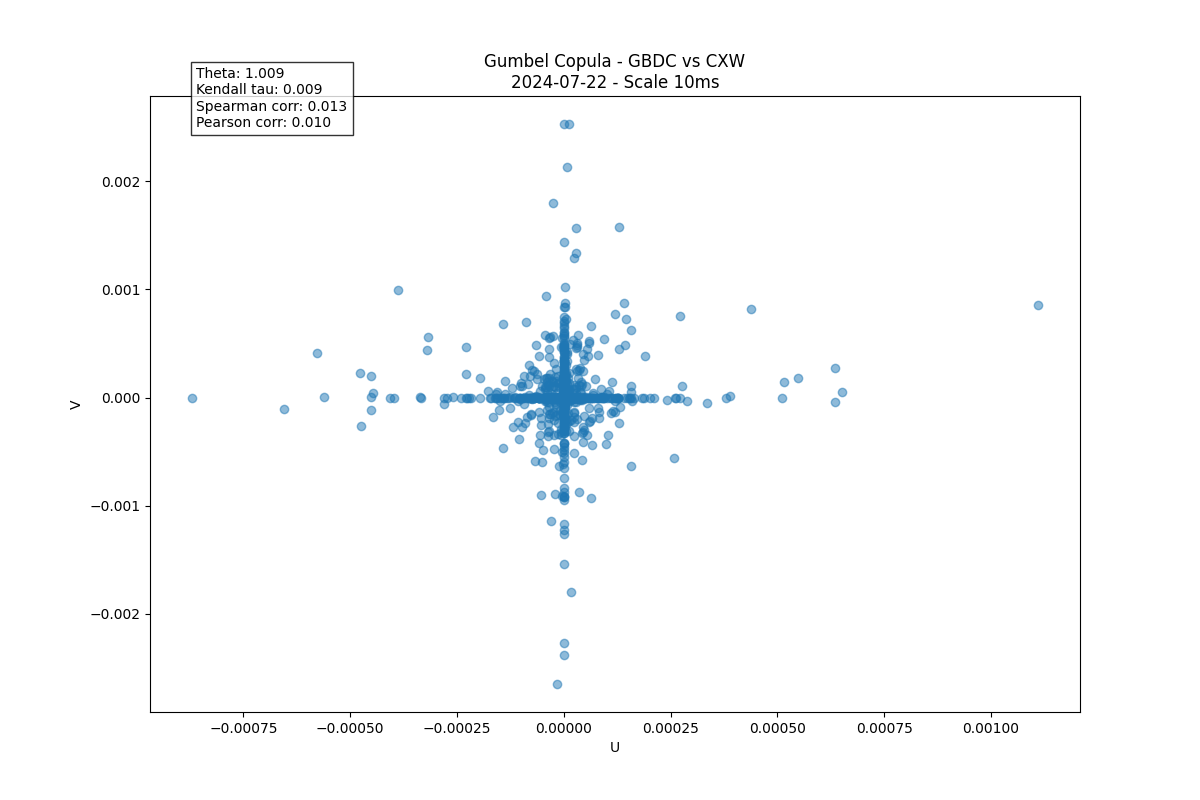 Gumbel Copula - GBDC vs CXW
2024-07-22 - Scale 10ms
Theta: 1.009
Kendall tau: 0.009
Spearman corr: 0.013
Pearson corr: 0.010
V
0.002
0.001
0.000
−0.001
−0.002
−0.00075 −0.00050 −0.00025 0.00000 0.00025 0.00050 0.00075 0.00100
U